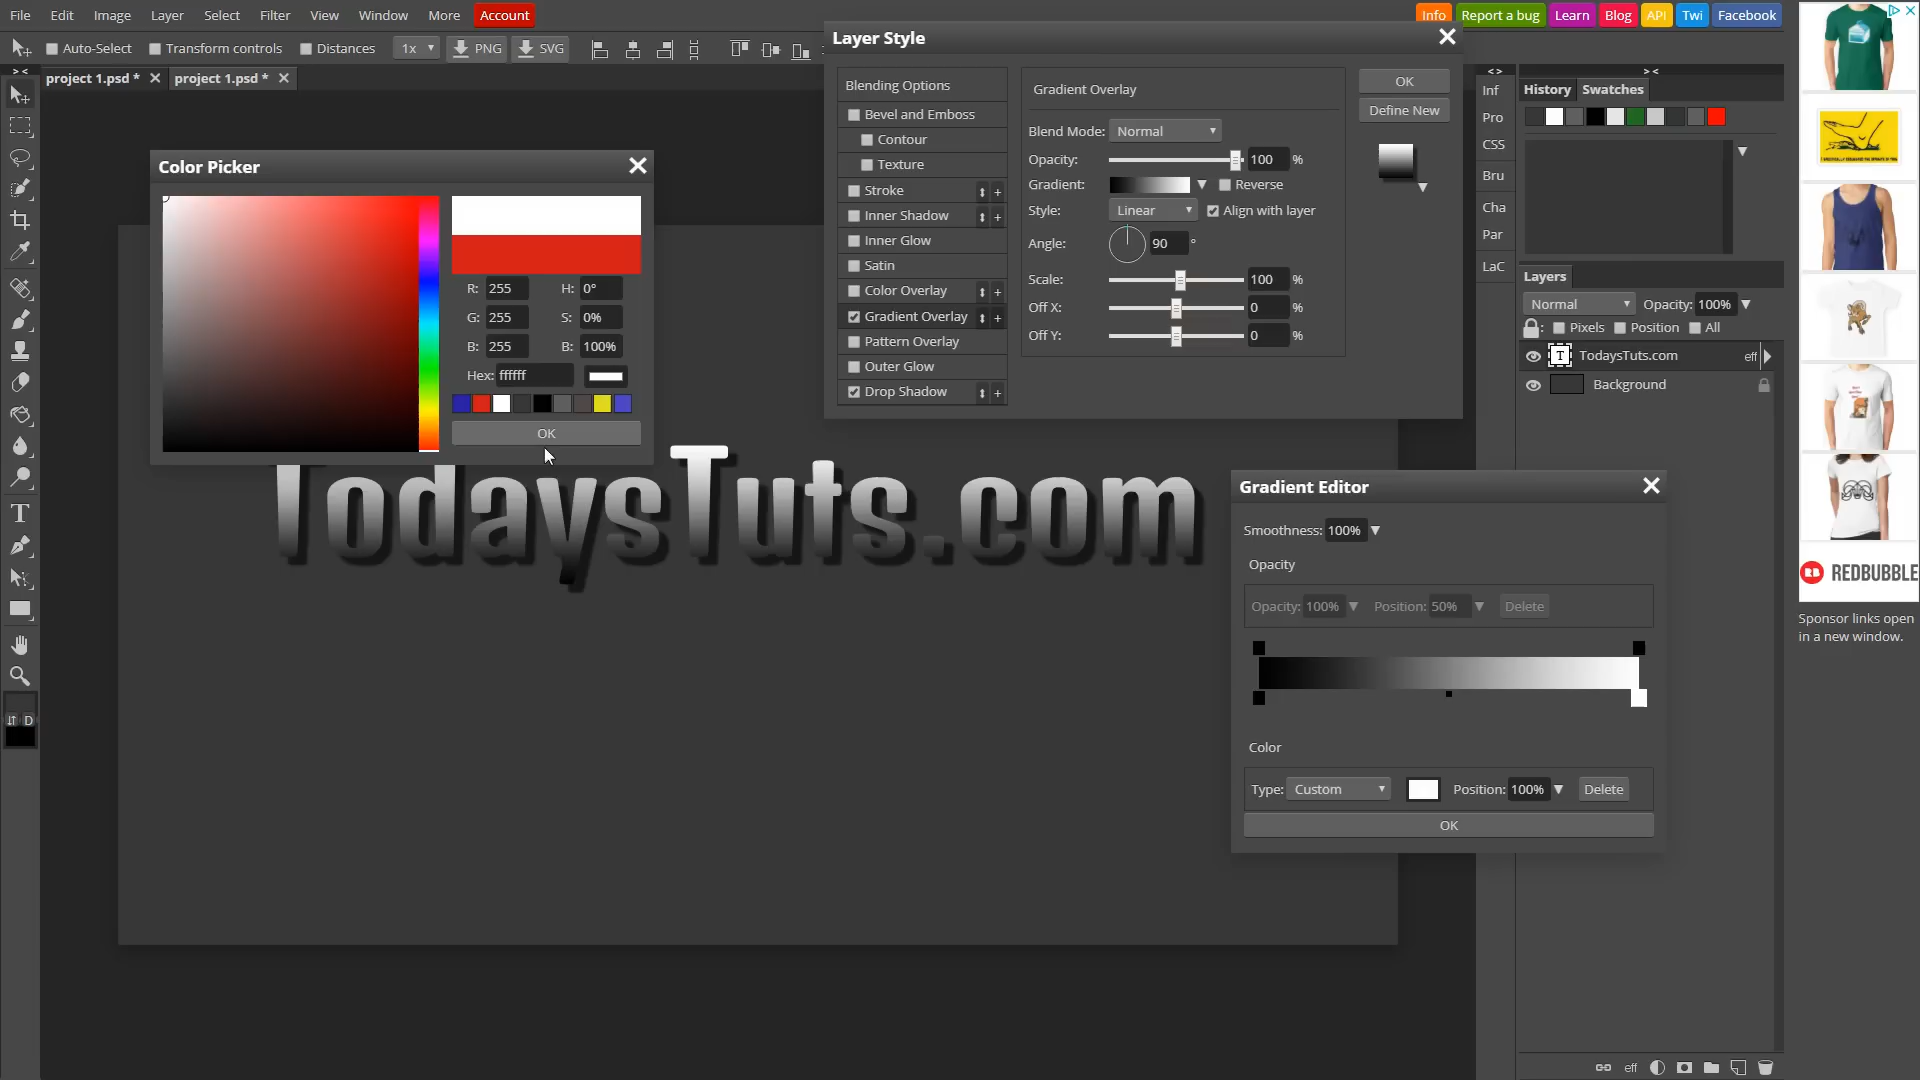 File Edit Image Layer Select Filter View Window More Account
Info Report a bug Learn Blog API Twi Facebook
Auto-Select Transform controls Distances 1x PNG SVG
> < project 1.psd * project 1.psd *
Color Picker
R: 255 H: 0°
G: 255 S: 0%
B: 255 B: 100%
Hex: ffffff
OK
Layer Style
Blending Options
Bevel and Emboss
Contour
Texture
Stroke
Inner Shadow
Inner Glow
Satin
Color Overlay
Gradient Overlay
Pattern Overlay
Outer Glow
Drop Shadow
Gradient Overlay
Blend Mode: Normal
Opacity: 100 %
Gradient: Reverse
Style: Linear Align with layer
Angle: 90 °
Scale: 100 %
Off X: 0 %
Off Y: 0 %
OK
Define New
TodaysTuts.com
Gradient Editor
Smoothness: 100%
Opacity
Opacity: 100% Position: 50% Delete
Color
Type: Custom Position: 100% Delete
OK
< >
Inf
Pro
CSS
Bru
Cha
Par
LaC
> <
History Swatches
Layers
Normal Opacity: 100%
: Pixels Position All
T TodaysTuts.com eff
Background
eff
T
D
RB REDBUBBLE
Sponsor links open
in a new window.